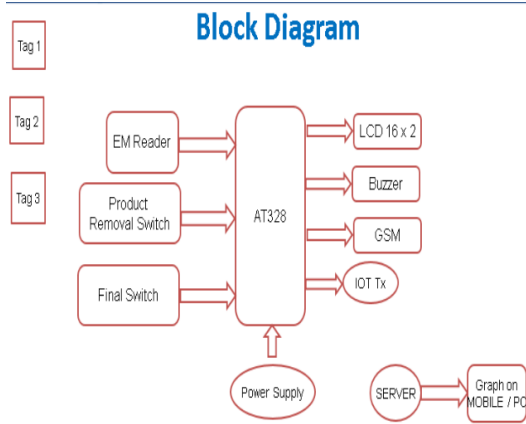 Block Diagram
Tag 1
Tag 2
Tag 3
EM Reader
Product
Removal Switch
Final Switch
AT328
LCD 16 x 2
Buzzer
GSM
IOT Tx
Power Supply
SERVER
Graph on
MOBILE / PC